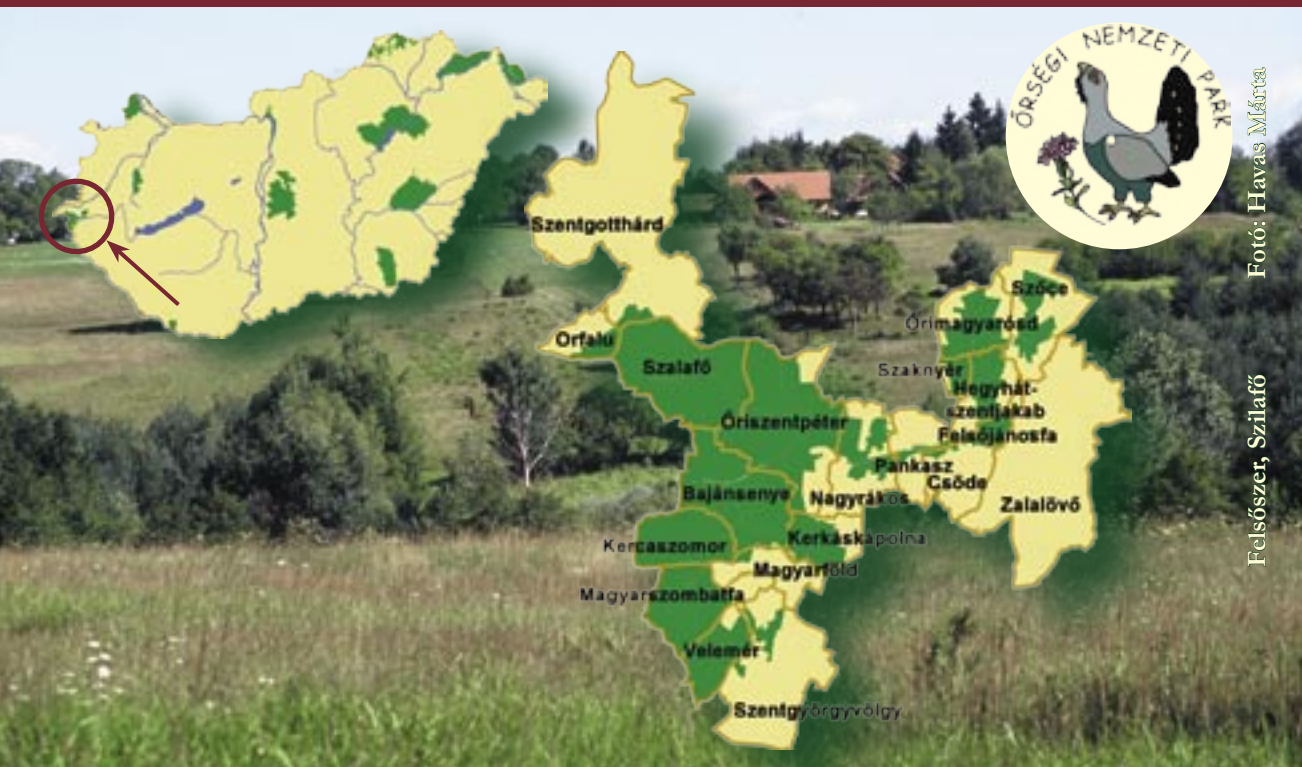 ŐRSÉGI NEMZETI PARK
Fotó: Havas Márta
Felsőszer, Szilafő
Szentgotthárd
Orfalu
Szalafő
Őriszentpéter
Szőce
Őrimagyarósd
Szaknyér
Hegyhát-
szentjakab
Felsőjánosfa
Pankasz
Csöde
Nagyrákos
Zalalövő
Bajánsenye
Kerkáskápolna
Kercaszomor
Magyarföld
Magyarszombatfa
Velemér
Szentgyörgyvölgy